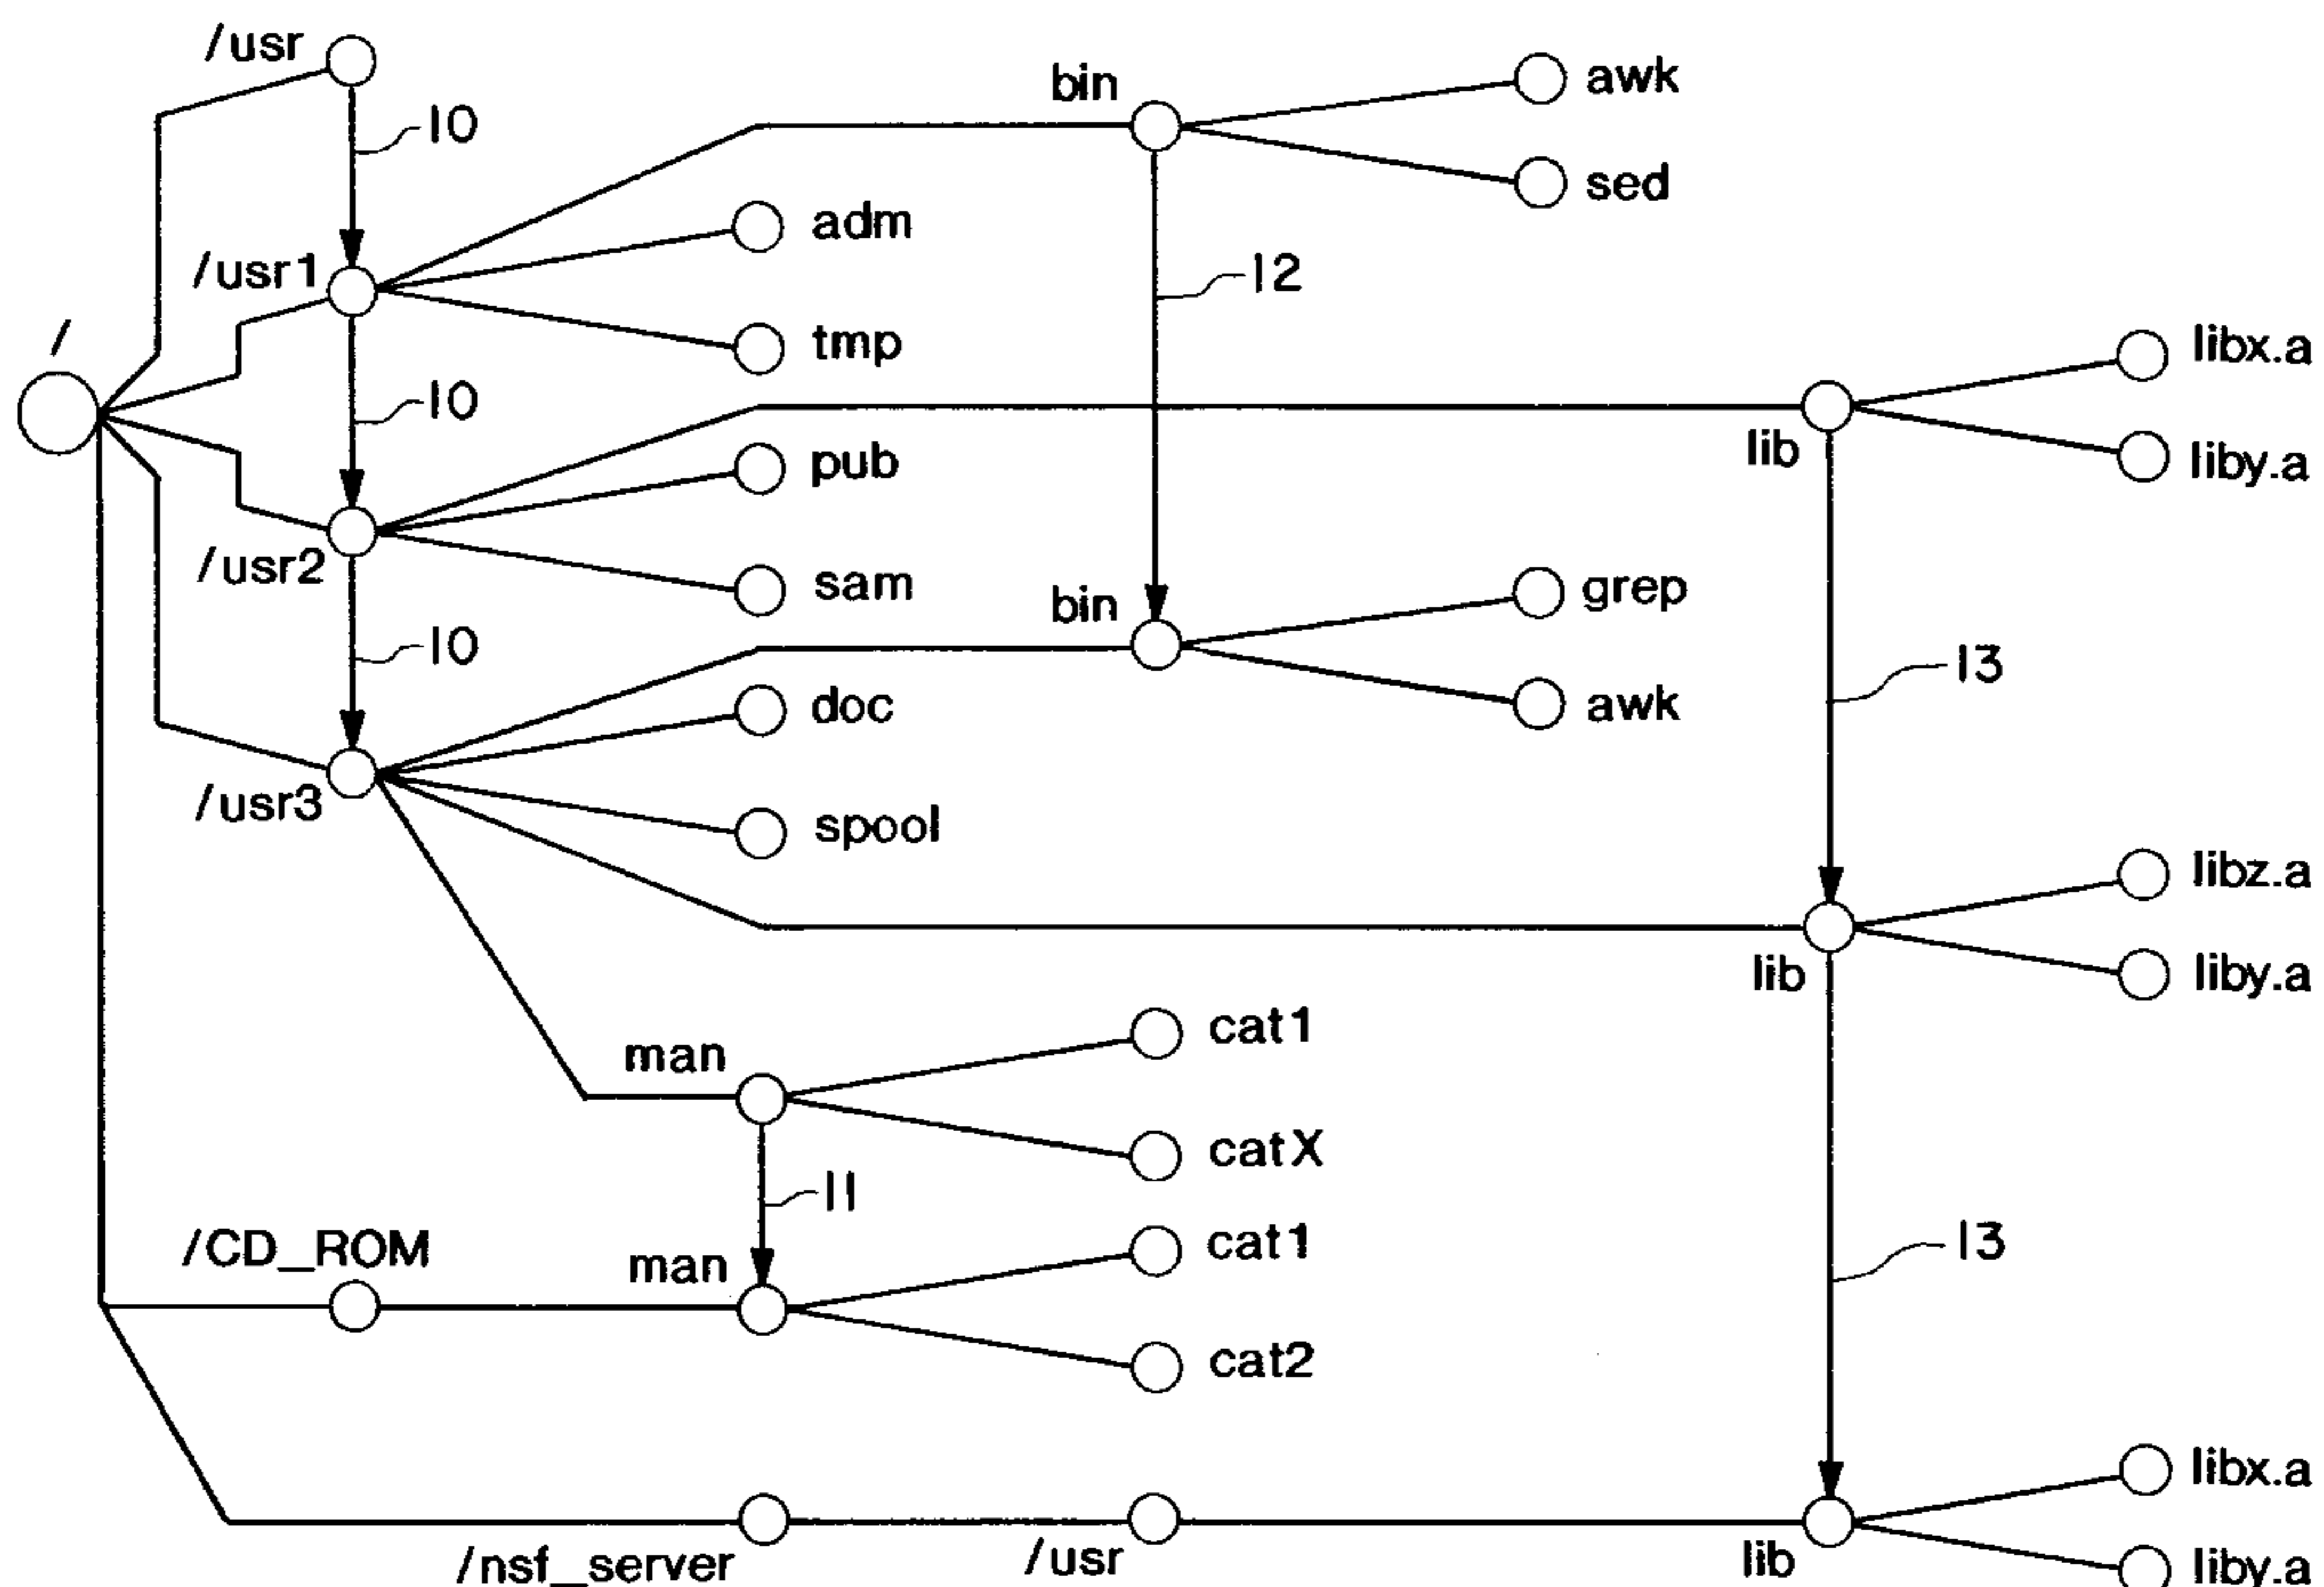 /usr
10
bin
awk
sed
adm
/usr1
12
tmp
/
libx.a
10
lib
liby.a
pub
/usr2
sam
grep
bin
10
13
doc
awk
/usr3
spool
libz.a
lib
liby.a
cat1
man
catX
11
/CD_ROM
cat1
man
13
cat2
libx.a
/nsf_server
/usr
lib
liby.a